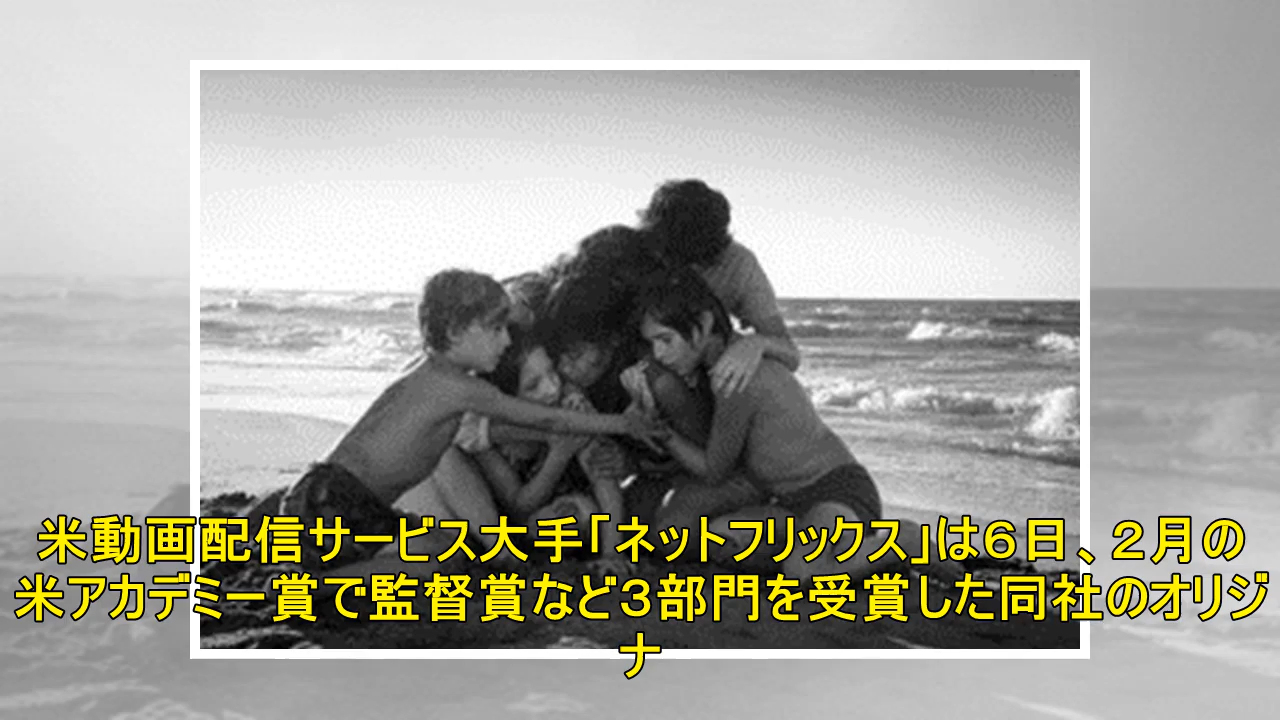 米動画配信サービス大手「ネットフリックス」は６日、２月の
米アカデミー賞で監督賞など３部門を受賞した同社のオリジ
ナ